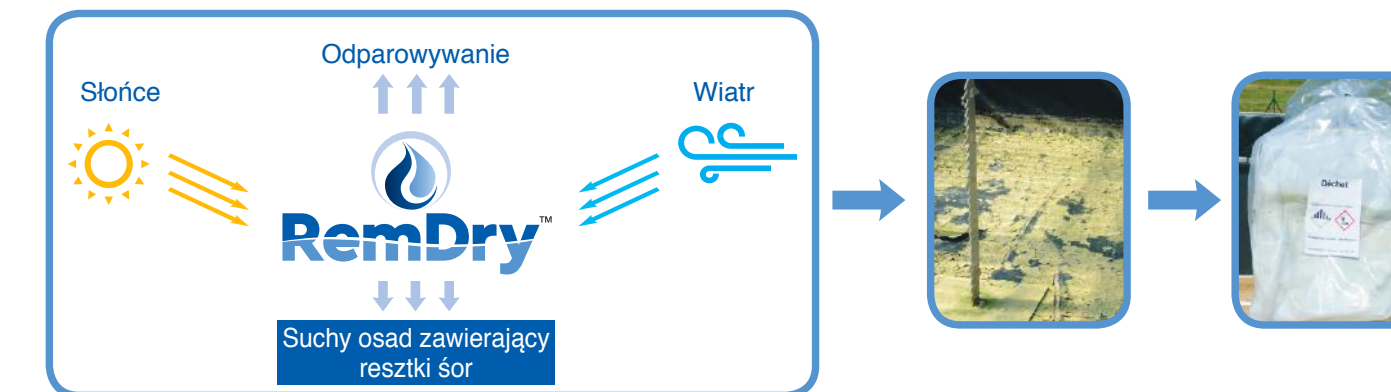 Odparowywanie
Słońce
Wiatr
RemDry™
Suchy osad zawierający
resztki śor
Déchet